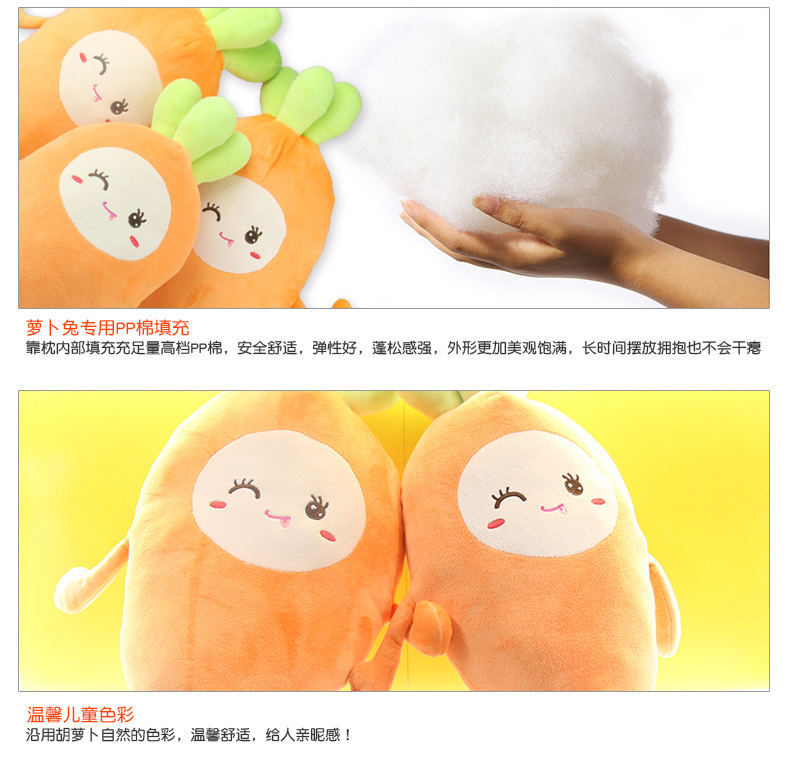 萝卜兔专用PP棉填充
靠枕内部填充充足量高档PP棉，安全舒适，弹性好，蓬松感强，外形更加美观饱满，长时间摆放拥抱也不会干瘪
温馨儿童色彩
沿用胡萝卜自然的色彩，温馨舒适，给人亲昵感！